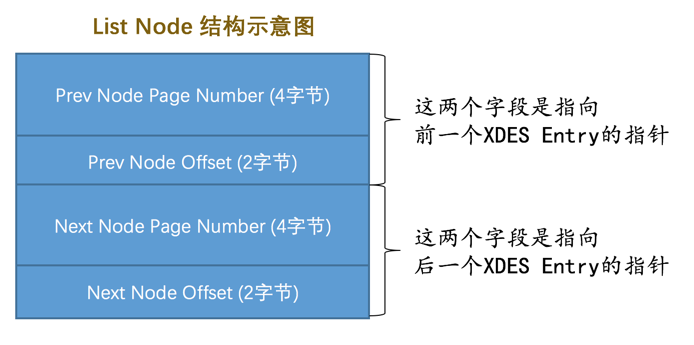 List Node 结构示意图
Prev Node Page Number (4字节)
Prev Node Offset (2字节)
这两个字段是指向
前一个XDES Entry的指针
Next Node Page Number (4字节)
Next Node Offset (2字节)
这两个字段是指向
后一个XDES Entry的指针